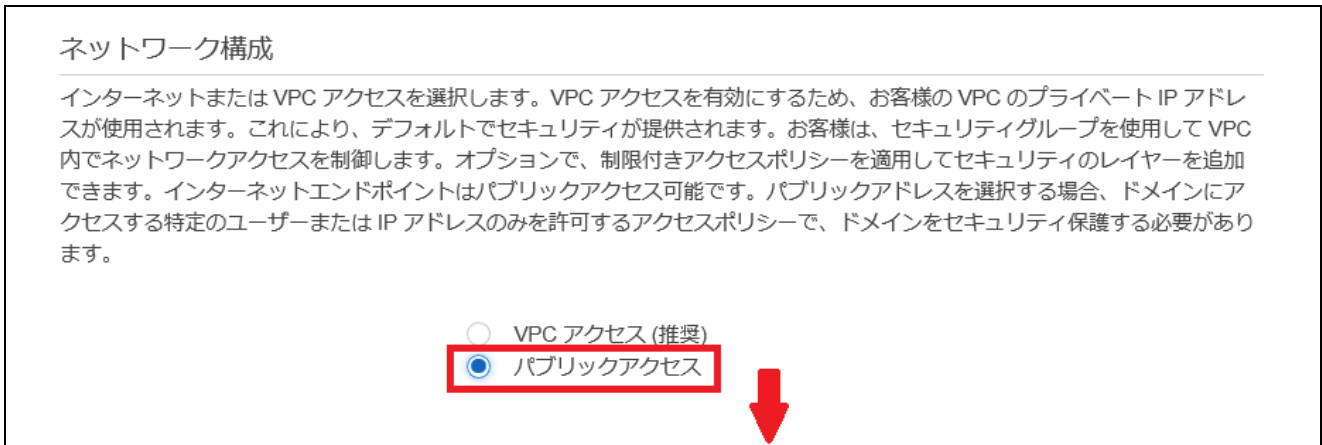 ネットワーク構成
インターネットまたは VPC アクセスを選択します。VPC アクセスを有効にするため、お客様の VPC のプライベート IP アドレ
スが使用されます。これにより、デフォルトでセキュリティが提供されます。お客様は、セキュリティグループを使用して VPC
内でネットワークアクセスを制御します。オプションで、制限付きアクセスポリシーを適用してセキュリティのレイヤーを追加
できます。インターネットエンドポイントはパブリックアクセス可能です。パブリックアドレスを選択する場合、ドメインにア
クセスする特定のユーザーまたは IP アドレスのみを許可するアクセスポリシーで、ドメインをセキュリティ保護する必要があり
ます。
VPC アクセス (推奨)
パブリックアクセス